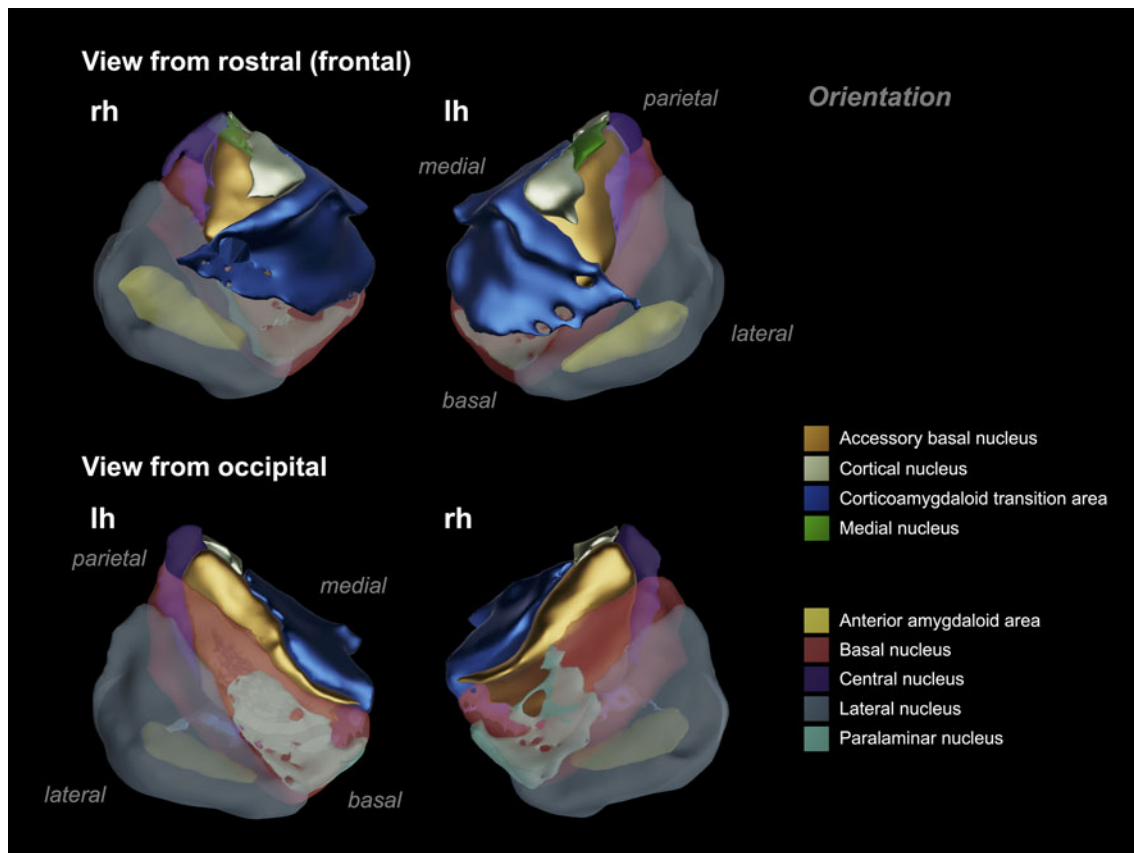 View from rostral (frontal)
rh
lh
parietal
Orientation
medial
lateral
basal
Accessory basal nucleus
Cortical nucleus
Corticoamygdaloid transition area
Medial nucleus
View from occipital
lh
rh
parietal
medial
lateral
basal
Anterior amygdaloid area
Basal nucleus
Central nucleus
Lateral nucleus
Paralaminar nucleus